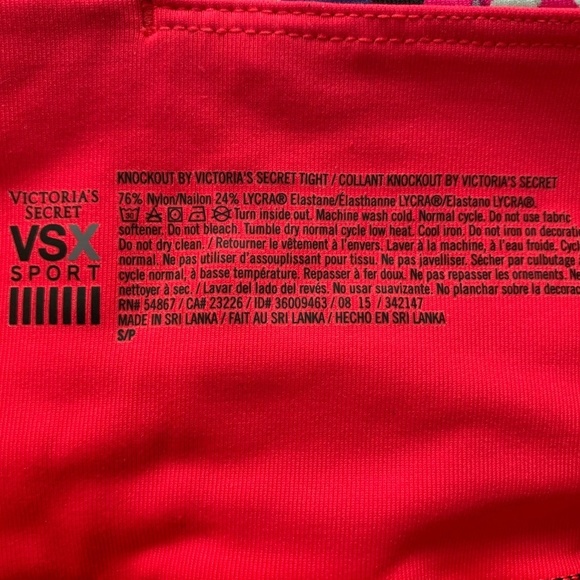 VICTORIA'S
SECRET
VSX
SPORT
KNOCKOUT BY VICTORIA'S SECRET TIGHT / COLLANT KNOCKOUT BY VICTORIA'S SECRET
76% Nylon/Nailon 24% LYCRA® Elastane/Élasthanne LYCRA®/Elastano LYCRA®.
Turn inside out. Machine wash cold. Normal cycle. Do not use fabric
softener. Do not bleach. Tumble dry normal cycle low heat. Cool iron. Do not iron on
Do not dry clean. / Retourner le vêtement à l'envers. Laver à la machine, à l'eau froide.
normal. Ne pas utiliser d'assouplissant pour tissu. Ne pas javelliser. Sécher par culbutage
cycle normal, à basse température. Repasser à fer doux. Ne pas repasser les ornements.
nettoyer à sec./ Lavar del lado del revés. No usar suavizante. No planchar sobre la
RN# 54867 / CA# 23226 / ID# 36009463 / 08 15 / 342147
MADE IN SRI LANKA / FAIT AU SRI LANKA / HECHO EN SRI LANKA
S/P